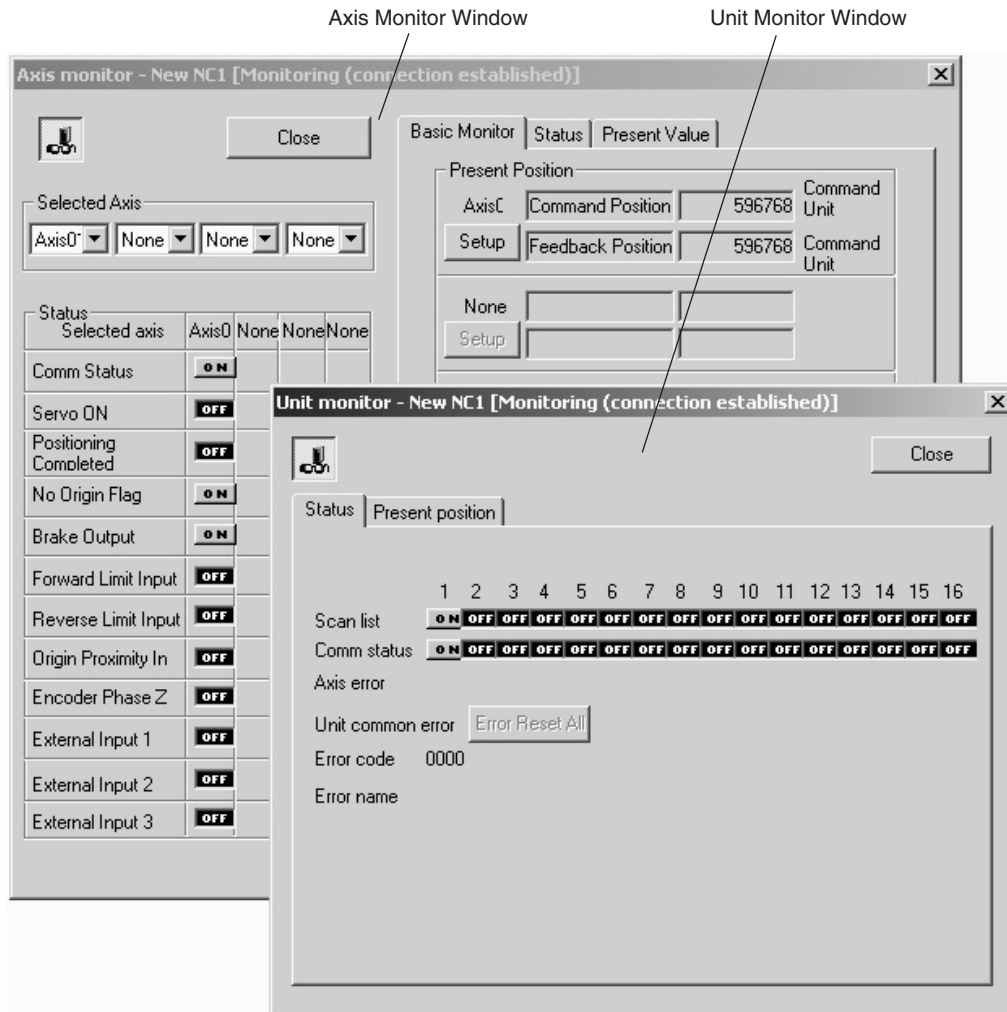 Axis Monitor Window
Unit Monitor Window
Axis monitor - New NC1 [Monitoring (connection established)]
Close
Basic Monitor
Status
Present Value
Selected Axis
Axis0
None
None
None
Present Position
Axis0
Command Position
596768
Command
Unit
Setup
Feedback Position
596768
Command
Unit
None
Setup
Status
Selected axis Axis0 None None None
Comm Status ON
Servo ON OFF
Positioning
Completed OFF
No Origin Flag ON
Brake Output ON
Forward Limit Input OFF
Reverse Limit Input OFF
Origin Proximity In OFF
Encoder Phase Z OFF
External Input 1 OFF
External Input 2 OFF
External Input 3 OFF
Unit monitor - New NC1 [Monitoring (connection established)]
Close
Status
Present position
1 2 3 4 5 6 7 8 9 10 11 12 13 14 15 16
Scan list ON OFF OFF OFF OFF OFF OFF OFF OFF OFF OFF OFF OFF OFF OFF OFF
Comm status ON OFF OFF OFF OFF OFF OFF OFF OFF OFF OFF OFF OFF OFF OFF OFF
Axis error
Unit common error Error Reset All
Error code 0000
Error name